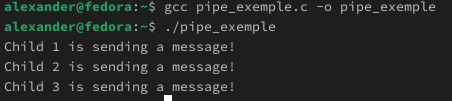 alexander@fedora:~$ gcc pipe_exemple.c -o pipe_exemple
alexander@fedora:~$ ./pipe_exemple
Child 1 is sending a message!
Child 2 is sending a message!
Child 3 is sending a message!